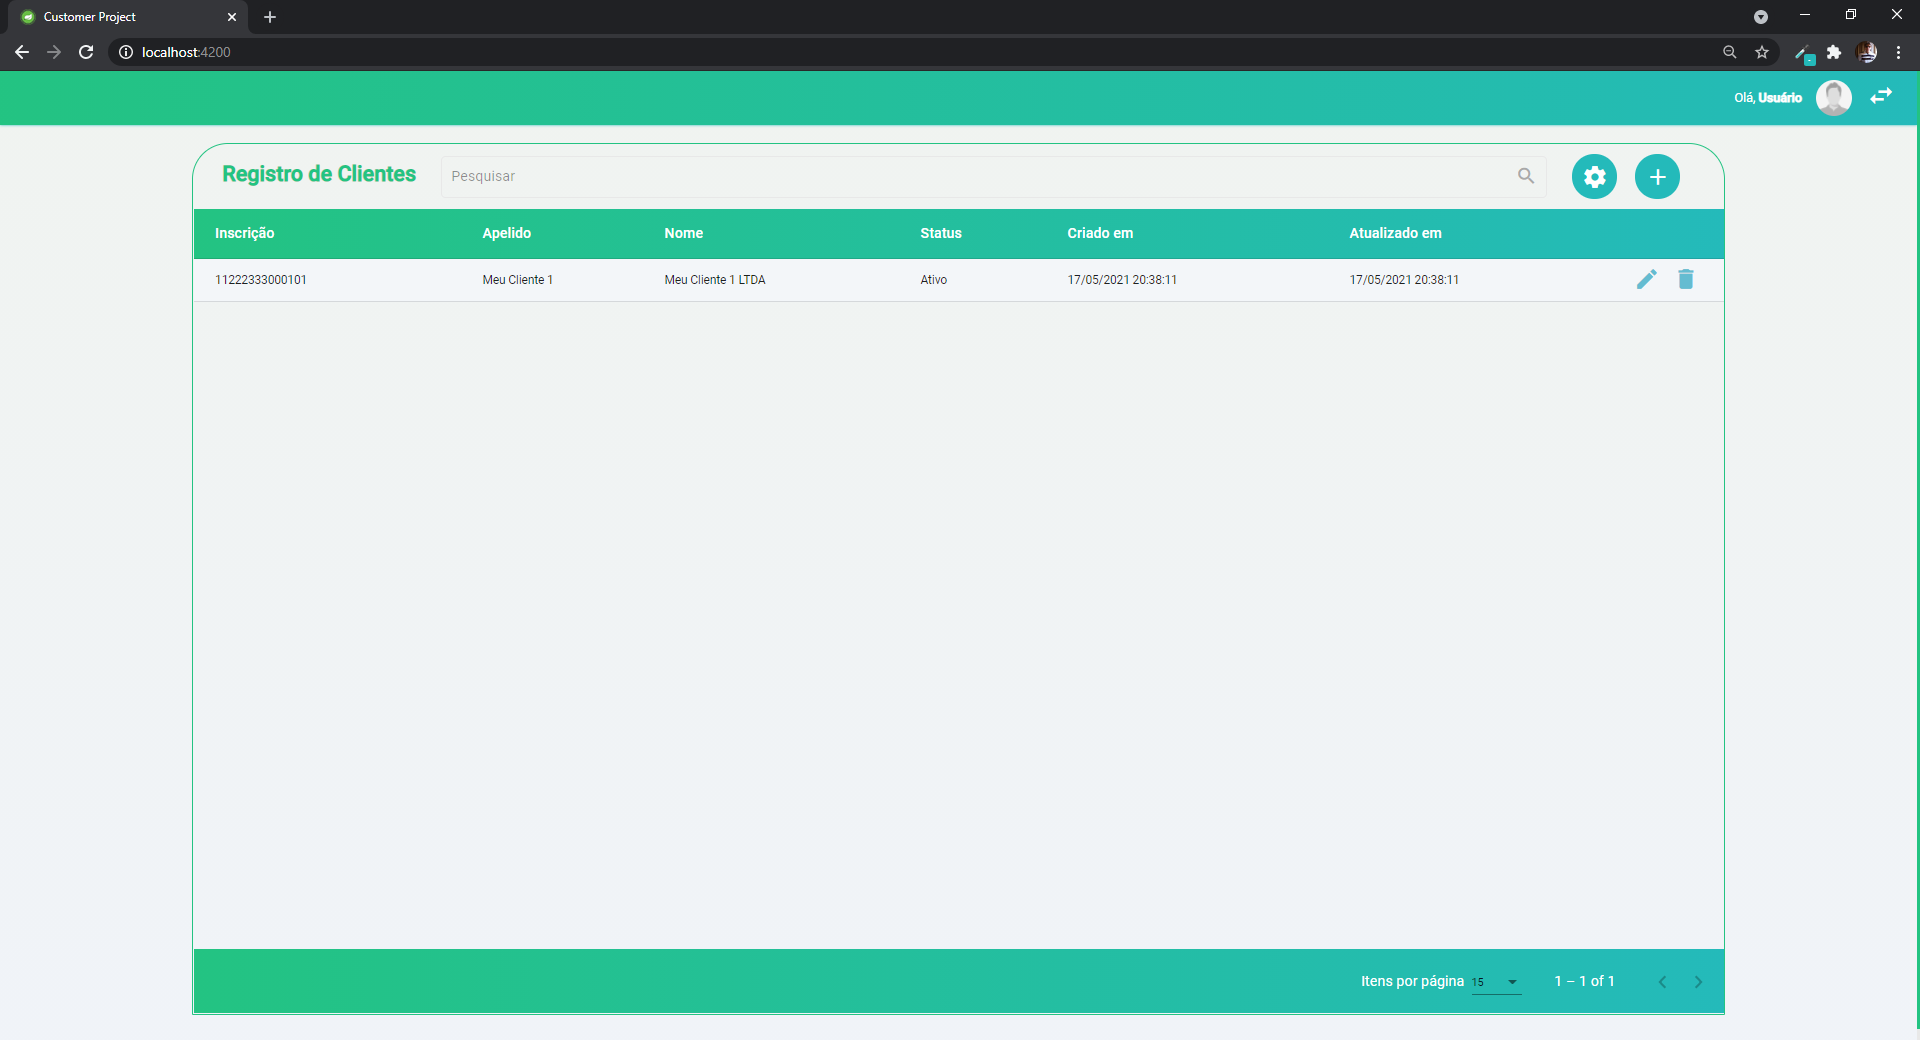 Customer Project
localhost:4200
Olá, Usuário
Registro de Clientes
Pesquisar
Inscrição Apelido Nome Status Criado em Atualizado em
11222333000101 Meu Cliente 1 Meu Cliente 1 LTDA Ativo 17/05/2021 20:38:11 17/05/2021 20:38:11
Itens por página 15 1 – 1 of 1